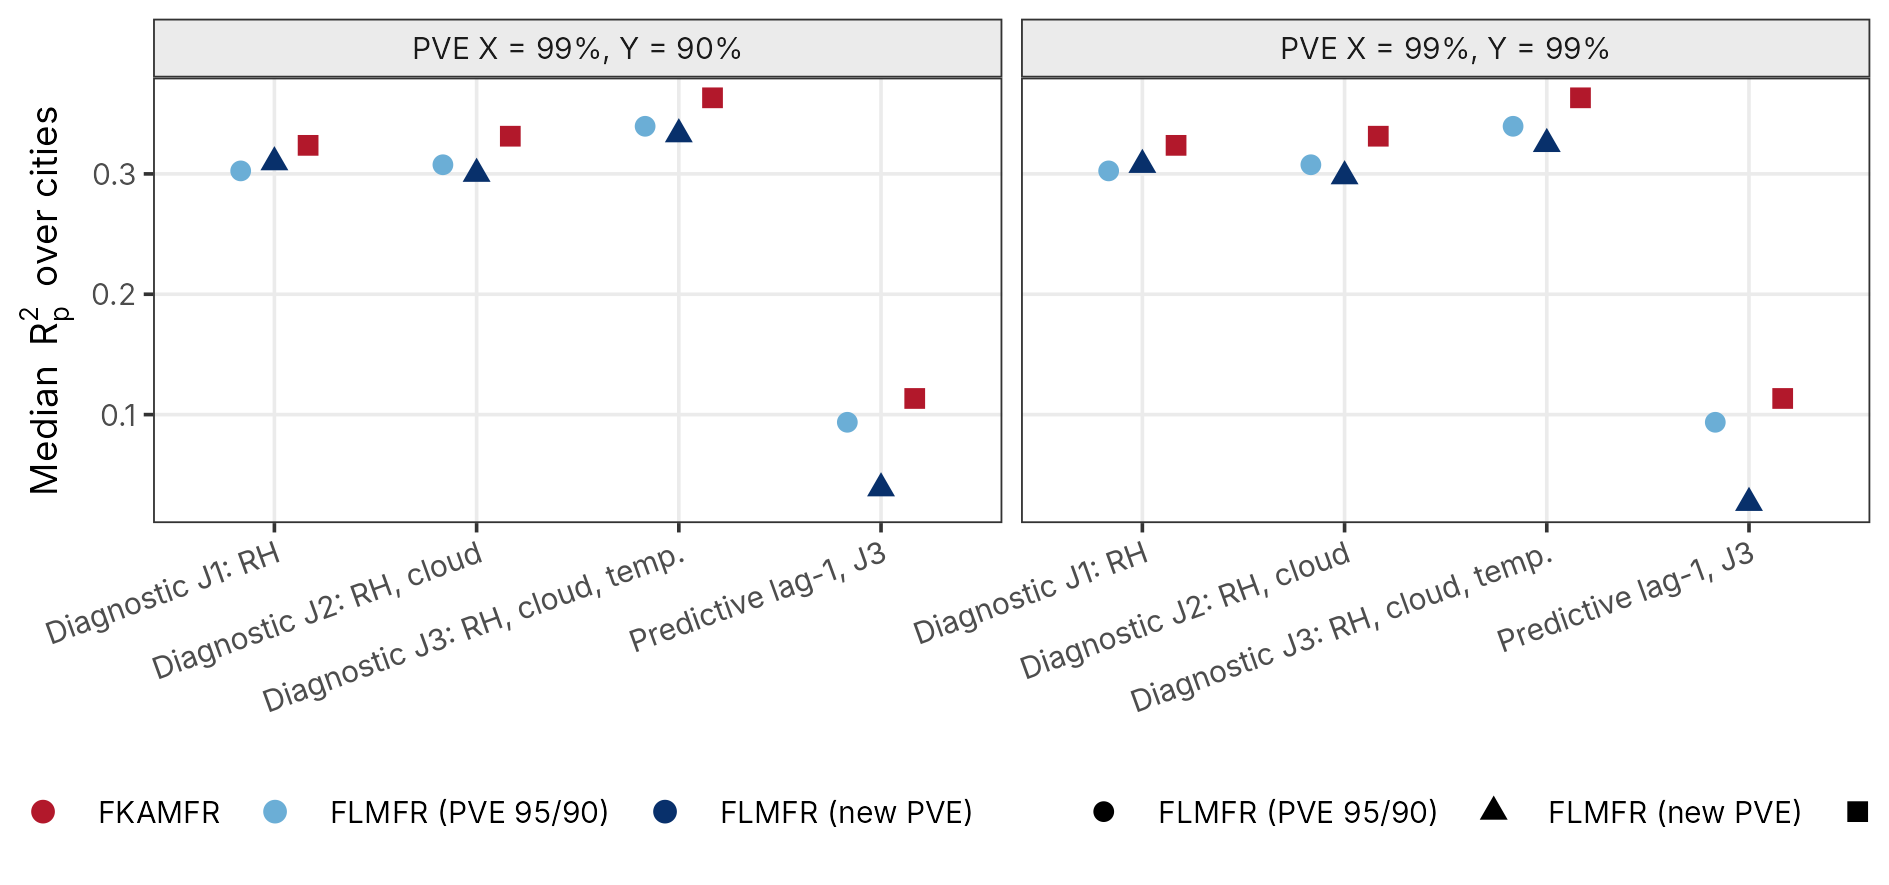 PVE X = 99%, Y = 90%
PVE X = 99%, Y = 99%
Median R²ₚ over cities
0.3
0.2
0.1
Diagnostic J1: RH
Diagnostic J2: RH, cloud
Diagnostic J3: RH, cloud, temp.
Predictive lag-1, J3
Diagnostic J1: RH
Diagnostic J2: RH, cloud
Diagnostic J3: RH, cloud, temp.
Predictive lag-1, J3
FKAMFR FLMFR (PVE 95/90) FLMFR (new PVE) FLMFR (PVE 95/90) FLMFR (new PVE)